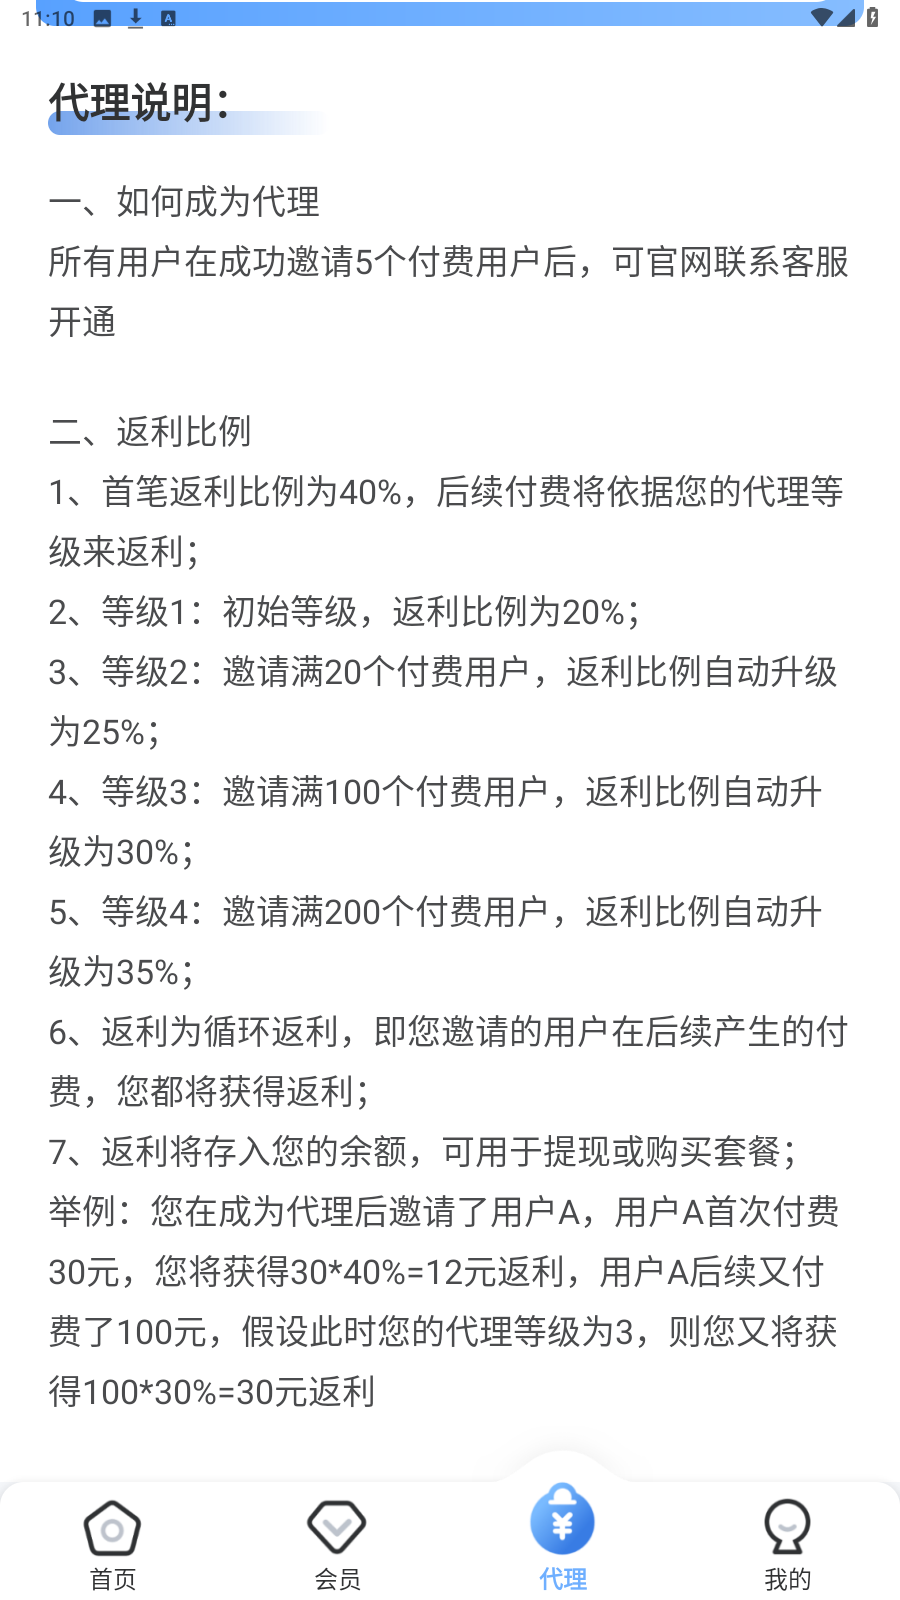 11:10
代理说明：
一、如何成为代理
所有用户在成功邀请5个付费用户后，可官网联系客服
开通
二、返利比例
1、首笔返利比例为40%，后续付费将依据您的代理等
级来返利；
2、等级1：初始等级，返利比例为20%；
3、等级2：邀请满20个付费用户，返利比例自动升级
为25%；
4、等级3：邀请满100个付费用户，返利比例自动升
级为30%；
5、等级4：邀请满200个付费用户，返利比例自动升
级为35%；
6、返利为循环返利，即您邀请的用户在后续产生的付
费，您都将获得返利；
7、返利将存入您的余额，可用于提现或购买套餐；
举例：您在成为代理后邀请了用户A，用户A首次付费
30元，您将获得30*40%=12元返利，用户A后续又付
费了100元，假设此时您的代理等级为3，则您又将获
得100*30%=30元返利
首页 会员 代理 我的